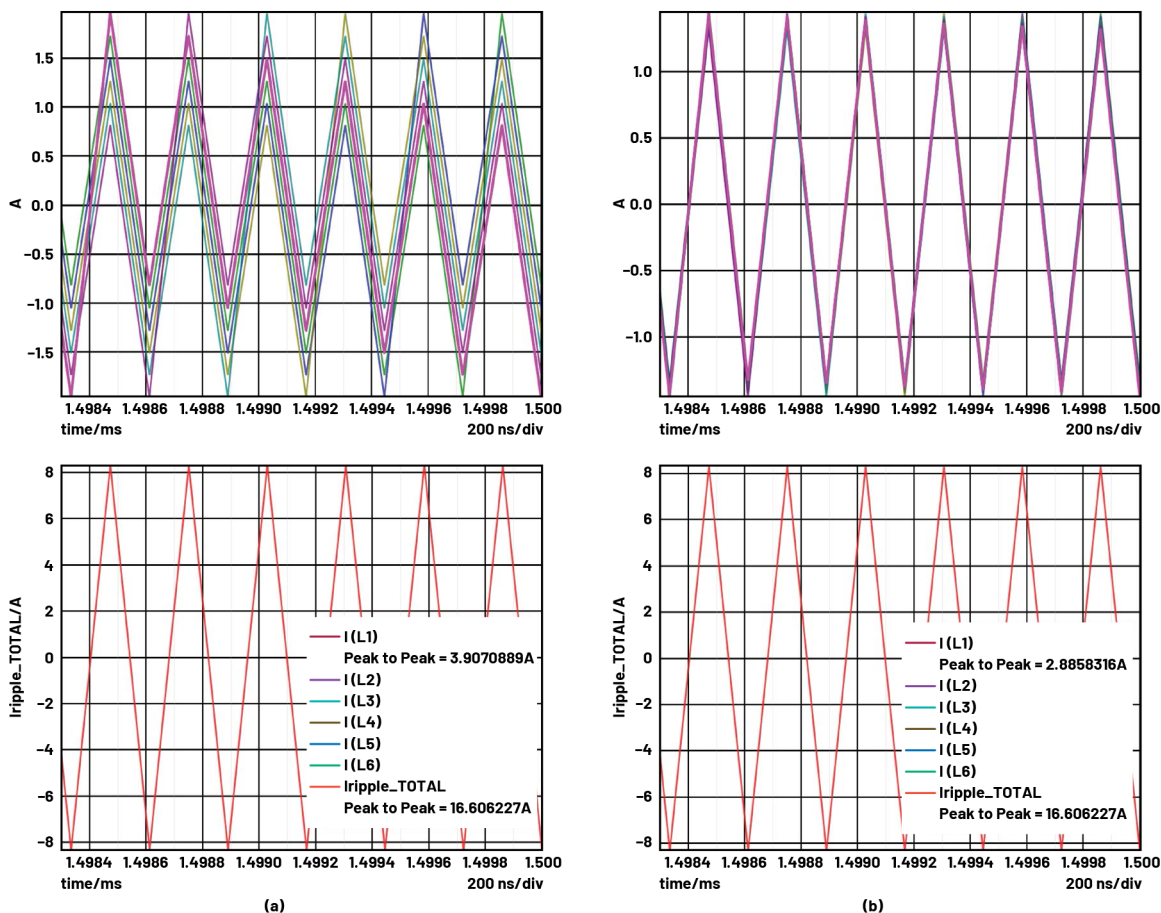 1.5
1.0
0.5
0.0
−0.5
−1.0
−1.5
A
1.4984 1.4986 1.4988 1.4990 1.4992 1.4994 1.4996 1.4998 1.500
time/ms 200 ns/div
1.0
0.5
0.0
−0.5
−1.0
A
1.4984 1.4986 1.4988 1.4990 1.4992 1.4994 1.4996 1.4998 1.500
time/ms 200 ns/div
8
6
4
2
0
−2
−4
−6
−8
Iripple_TOTAL/A
I (L1)
Peak to Peak = 3.9070889A
I (L2)
I (L3)
I (L4)
I (L5)
I (L6)
Iripple_TOTAL
Peak to Peak = 16.606227A
1.4984 1.4986 1.4988 1.4990 1.4992 1.4994 1.4996 1.4998 1.500
time/ms 200 ns/div
(a)
8
6
4
2
0
−2
−4
−6
−8
Iripple_TOTAL/A
I (L1)
Peak to Peak = 2.8858316A
I (L2)
I (L3)
I (L4)
I (L5)
I (L6)
Iripple_TOTAL
Peak to Peak = 16.606227A
1.4984 1.4986 1.4988 1.4990 1.4992 1.4994 1.4996 1.4998 1.500
time/ms 200 ns/div
(b)